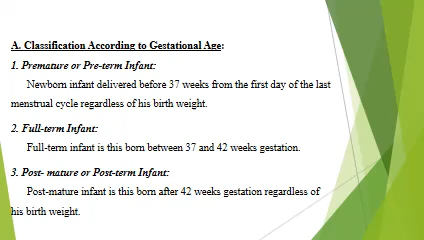 A. Classification According to Gestational Age:
1. Premature or Pre-term Infant:
Newborn infant delivered before 37 weeks from the first day of the last
menstrual cycle regardless of his birth weight.
2. Full-term Infant:
Full-term infant is this born between 37 and 42 weeks gestation.
3. Post- mature or Post-term Infant:
Post-mature infant is this born after 42 weeks gestation regardless of
his birth weight.